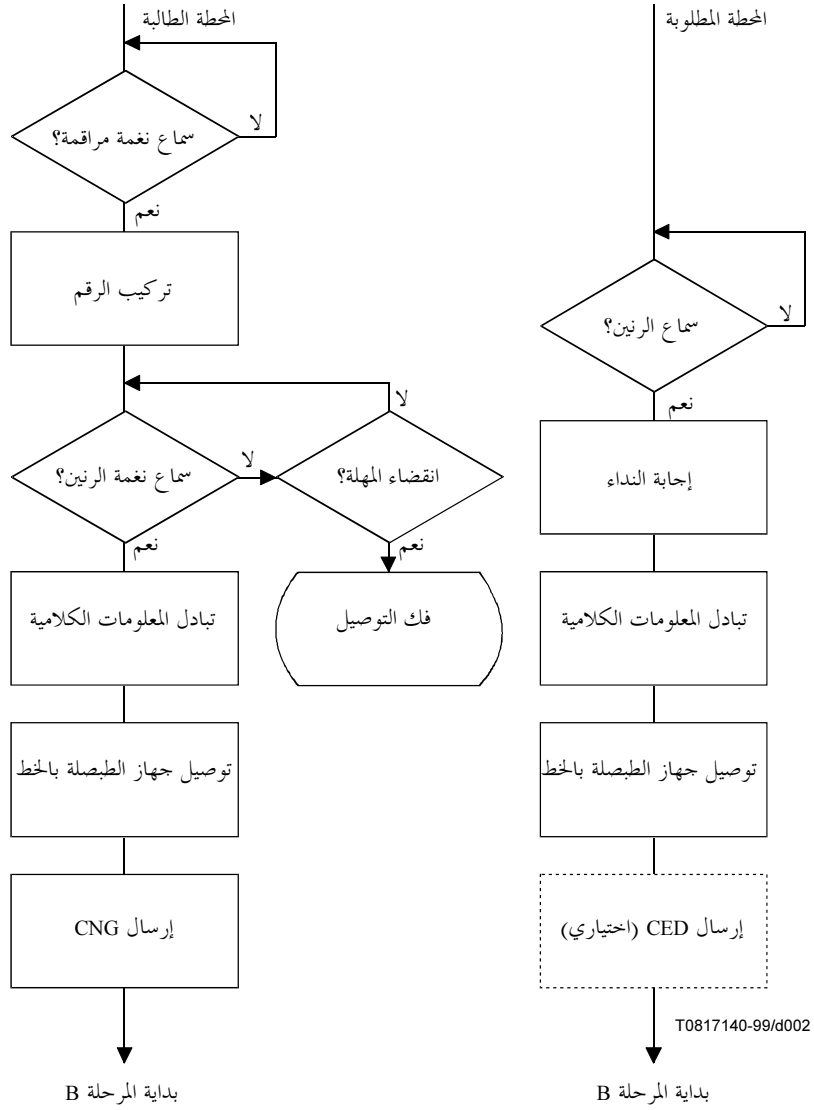 المحطة الطالبة
سماع نغمة مراقمة؟
لا
نعم
تركيب الرقم
سماع نغمة الرنين؟
لا
انقضاء المهلة؟
لا
نعم
نعم
تبادل المعلومات الكلامية
فك التوصيل
توصيل جهاز الطبصلة بالخط
إرسال CNG
بداية المرحلة B
المحطة المطلوبة
سماع الرنين؟
لا
نعم
إجابة النداء
تبادل المعلومات الكلامية
توصيل جهاز الطبصلة بالخط
إرسال CED (اختياري)
T0817140-99/d002
بداية المرحلة B